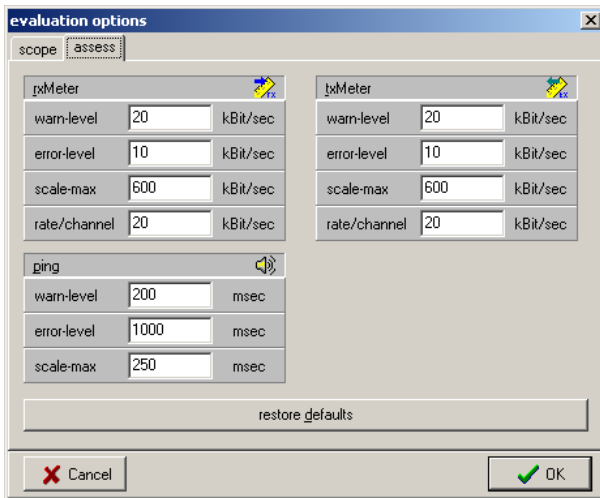 evaluation options
scope assess
rxMeter
warn-level 20 kBit/sec
error-level 10 kBit/sec
scale-max 600 kBit/sec
rate/channel 20 kBit/sec
txMeter
warn-level 20 kBit/sec
error-level 10 kBit/sec
scale-max 600 kBit/sec
rate/channel 20 kBit/sec
ping
warn-level 200 msec
error-level 1000 msec
scale-max 250 msec
restore defaults
Cancel OK